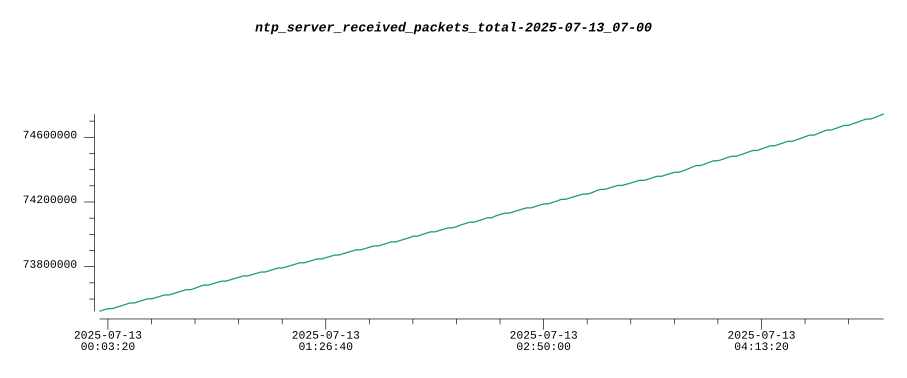 ntp_server_received_packets_total-2025-07-13_07-00
74600000
74200000
73800000
2025-07-13 2025-07-13 2025-07-13 2025-07-13
00:03:20 01:26:40 02:50:00 04:13:20